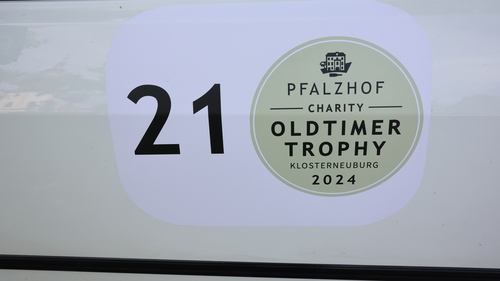 21
PFALZHOF
CHARITY
OLDTIMER
TROPHY
KLOSTERNEUBURG
2024